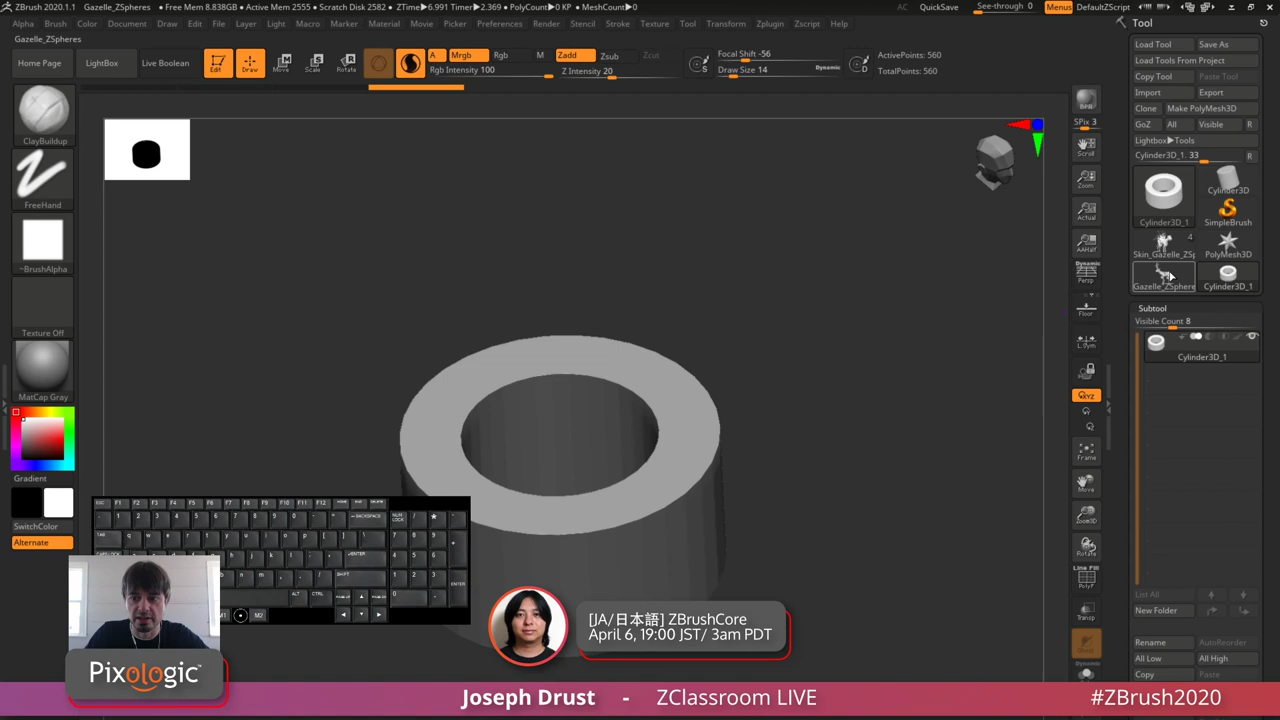 ZBrush 2020.1.1 Gazelle_ZSpheres ● Free Mem 8.838GB ● Active Mem 2555 ● Scratch Disk 2582 ● ZTime▶6.991 Timer▶2.369 ● PolyCount▶0 KP ● MeshCount▶0 AC QuickSave See-through 0 Menus DefaultZScript
Alpha Brush Color Document Draw Edit File Layer Light Macro Marker Material Movie Picker Preferences Render Stencil Stroke Texture Tool Transform Zplugin Zscript Help
Gazelle_ZSpheres
Home Page LightBox Live Boolean Edit Draw Move Scale Rotate
A Mrgb Rgb M Zadd Zsub Zcut
Rgb Intensity 100 Z Intensity 20
Focal Shift -56
Draw Size 14 Dynamic
ActivePoints: 560
TotalPoints: 560
ClayBuildup
FreeHand
~BrushAlpha
Texture Off
MatCap Gray
Gradient
SwitchColor
Alternate
BPR
SPix 3
Scroll
Zoom
Actual
AAHalf
Dynamic
Persp
Floor
L.Sym
XYZ
Frame
Move
Zoom3D
Rotate
Line Fill
PolyF
Transp
Dynamic
Tool
Load Tool Save As
Load Tools From Project
Copy Tool Paste Tool
Import Export
Clone Make PolyMesh3D
GoZ All Visible R
Lightbox▶Tools
Cylinder3D_1. 33 R
Cylinder3D_1 Cylinder3D
SimpleBrush
4
Skin_Gazelle_ZSp PolyMesh3D
Gazelle_ZSphere Cylinder3D_1
Subtool
Visible Count 8
Cylinder3D_1
List All
New Folder
Rename AutoReorder
All Low All High
Copy Paste
Pixologic™
[JA/日本語] ZBrushCore
April 6, 19:00 JST/ 3am PDT
Joseph Drust - ZClassroom LIVE #ZBrush2020